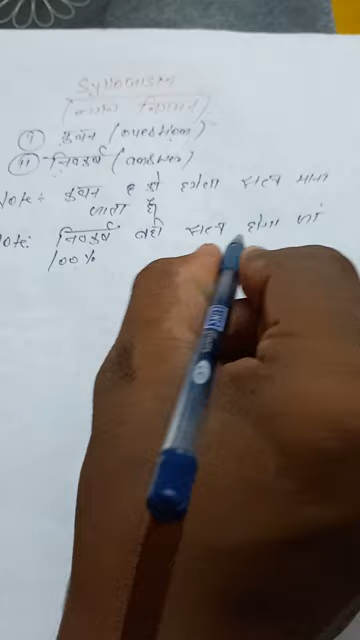 SYLLOGISM
(न्याय निगमन)
(i) कथन (question)
(ii) निष्कर्ष (answer)
Note: कथन को हमेशा सत्य माना
जाता है
Note: निष्कर्ष वही सत्य होगा जो
100%